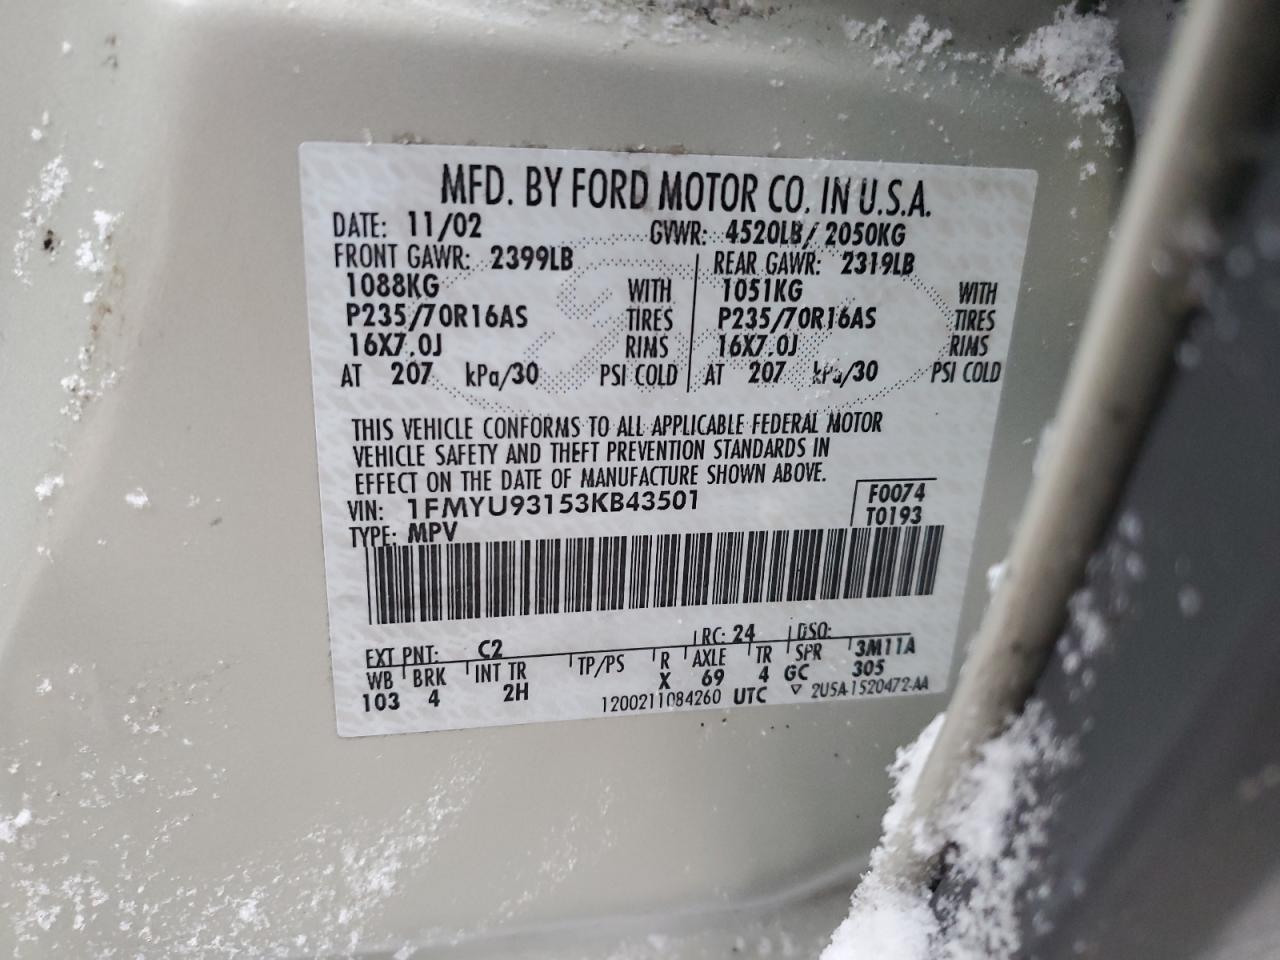 MFD. BY FORD MOTOR CO. IN U.S.A.
DATE: 11/02 GVWR: 4520LB/ 2050KG
FRONT GAWR: 2399LB REAR GAWR: 2319LB
1088KG WITH 1051KG WITH
P235/70R16AS TIRES P235/70R16AS TIRES
16X7.0J RIMS 16X7.0J RIMS
AT 207 kPa/30 PSI COLD AT 207 kPa/30 PSI COLD
THIS VEHICLE CONFORMS TO ALL APPLICABLE FEDERAL MOTOR
VEHICLE SAFETY AND THEFT PREVENTION STANDARDS IN
EFFECT ON THE DATE OF MANUFACTURE SHOWN ABOVE.
VIN: 1FMYU93153KB43501 F0074
TYPE: MPV T0193
EXT PNT: C2 RC: 24 DSO:
WB BRK INT TR TP/PS R AXLE TR SPR 3M11A
103 4 2H X 69 4 GC 305
1200211084260 UTC ▽ 2U5A-1520472-AA